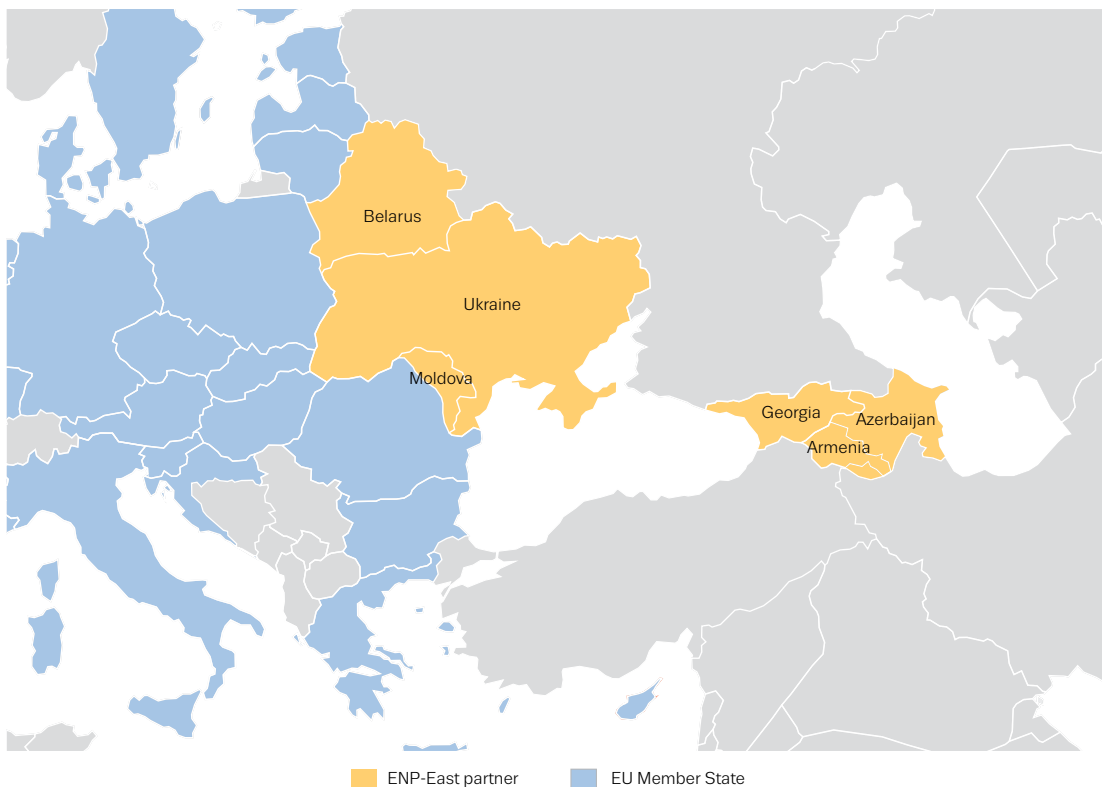 Belarus
Ukraine
Moldova
Georgia
Azerbaijan
Armenia
ENP-East partner
EU Member State